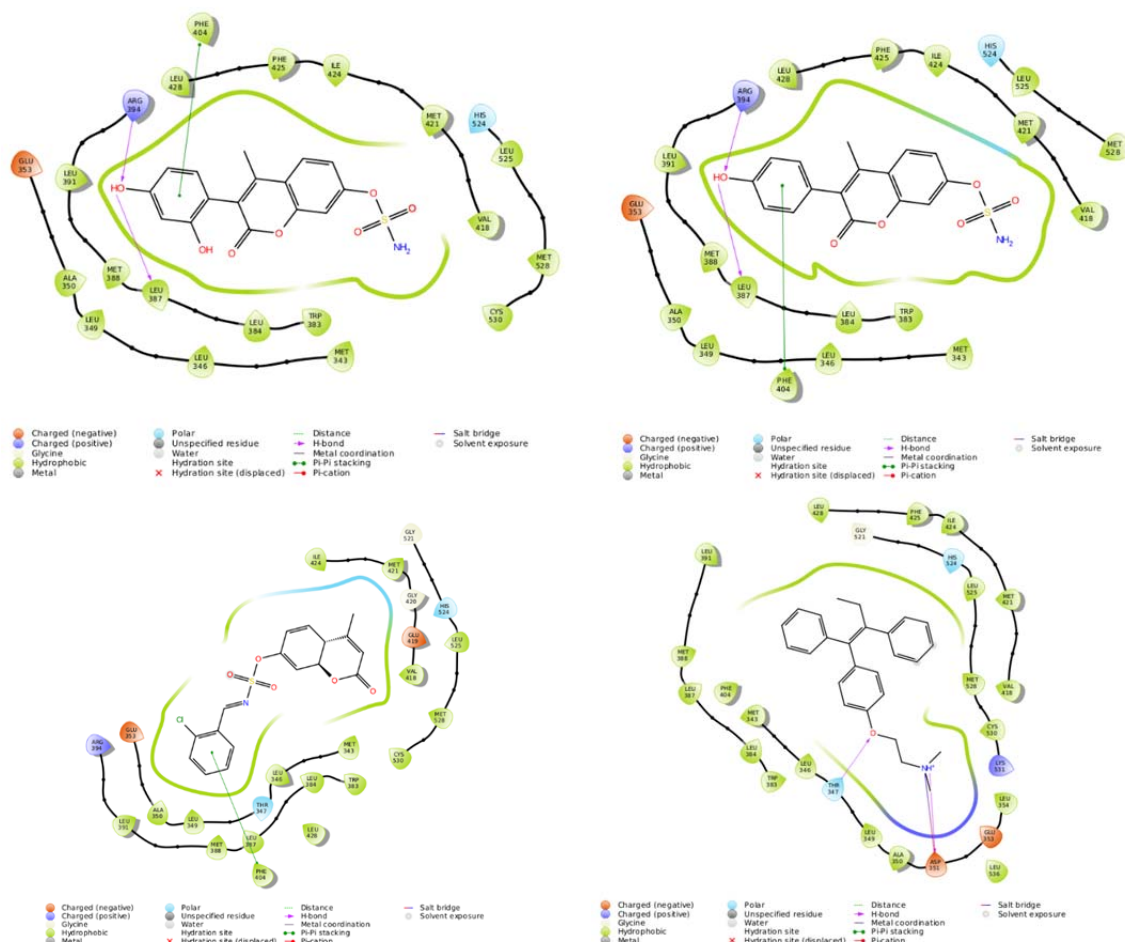 PHE 404
LEU 428
PHE 425
ILE 424
ARG 394
MET 421
HIS 524
GLU 353
LEU 391
LEU 525
HO
O
O
S
O
VAL 418
OH
O
O
NH₂
MET 528
ALA 350
MET 388
LEU 387
CYS 530
LEU 349
LEU 384
TRP 383
LEU 346
MET 343
Charged (negative)
Charged (positive)
Glycine
Hydrophobic
Metal
Polar
Unspecified residue
Water
Hydration site
Hydration site (displaced)
Distance
H-bond
Metal coordination
Pi-Pi stacking
Pi-cation
Salt bridge
Solvent exposure
PHE 425
ILE 424
HIS 524
LEU 428
LEU 525
ARG 394
MET 421
LEU 391
MET 528
HO
O
O
S
O
GLU 353
VAL 418
O
O
NH₂
MET 388
LEU 387
ALA 350
LEU 384
TRP 383
LEU 349
LEU 346
MET 343
PHE 404
Charged (negative)
Charged (positive)
Glycine
Hydrophobic
Metal
Polar
Unspecified residue
Water
Hydration site
Hydration site (displaced)
Distance
H-bond
Metal coordination
Pi-Pi stacking
Pi-cation
Salt bridge
Solvent exposure
GLY 521
ILE 424
MET 421
GLY 420
HIS 524
GLU 419
LEU 525
VAL 418
O
O
S
O
O
O
N
Cl
MET 528
GLU 353
ARG 394
MET 343
CYS 530
LEU 346
LEU 384
TRP 383
THR 347
ALA 350
LEU 349
LEU 391
MET 388
LEU 387
LEU 428
PHE 404
Charged (negative)
Charged (positive)
Glycine
Hydrophobic
Metal
Polar
Unspecified residue
Water
Hydration site
Hydration site (displaced)
Distance
H-bond
Metal coordination
Pi-Pi stacking
Pi-cation
Salt bridge
Solvent exposure
LEU 428
PHE 425
ILE 424
GLY 521
LEU 391
HIS 524
LEU 525
MET 421
MET 388
MET 528
VAL 418
LEU 387
PHE 404
MET 343
CYS 530
O
LEU 384
LEU 346
TRP 383
THR 347
NH⁺
LYS 531
LEU 349
ALA 350
ASP 351
LEU 354
GLU 353
LEU 536
Charged (negative)
Charged (positive)
Glycine
Hydrophobic
Metal
Polar
Unspecified residue
Water
Hydration site
Hydration site (displaced)
Distance
H-bond
Metal coordination
Pi-Pi stacking
Pi-cation
Salt bridge
Solvent exposure